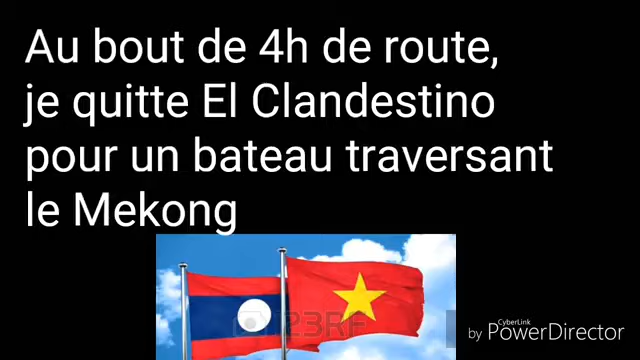 Au bout de 4h de route,
je quitte El Clandestino
pour un bateau traversant
le Mekong
123RF
CyberLink
by PowerDirector